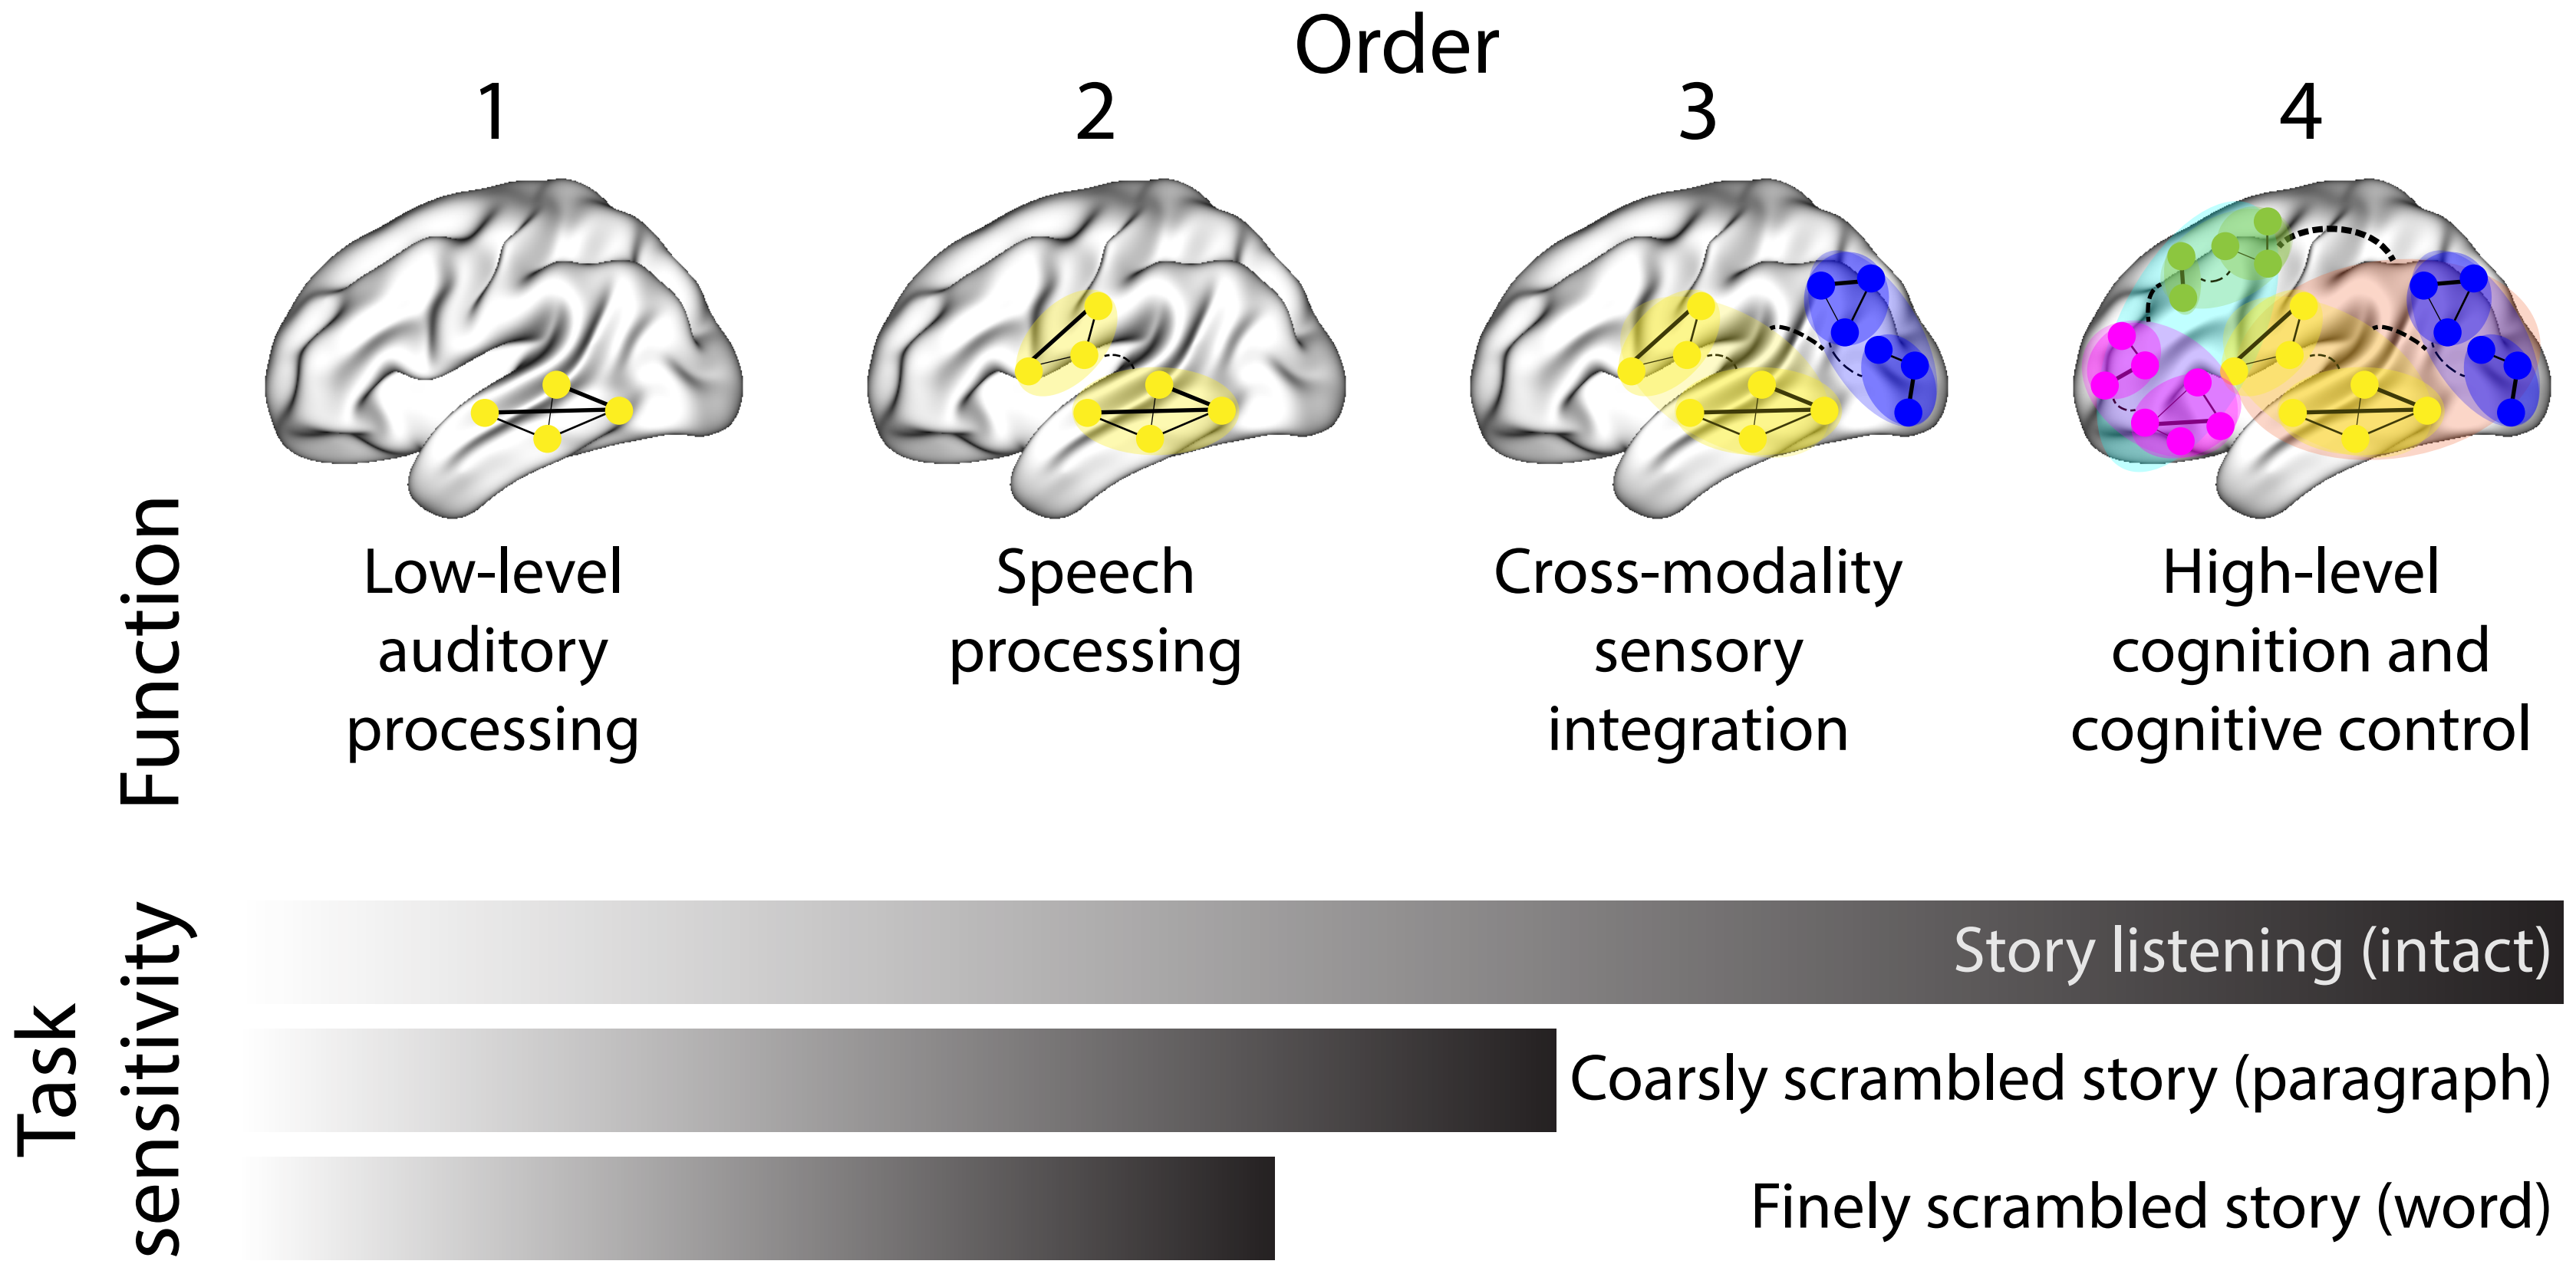 Order
1
2
3
4
Function
Low-level
auditory
processing
Speech
processing
Cross-modality
sensory
integration
High-level
cognition and
cognitive control
Task
sensitivity
Story listening (intact)
Coarsly scrambled story (paragraph)
Finely scrambled story (word)